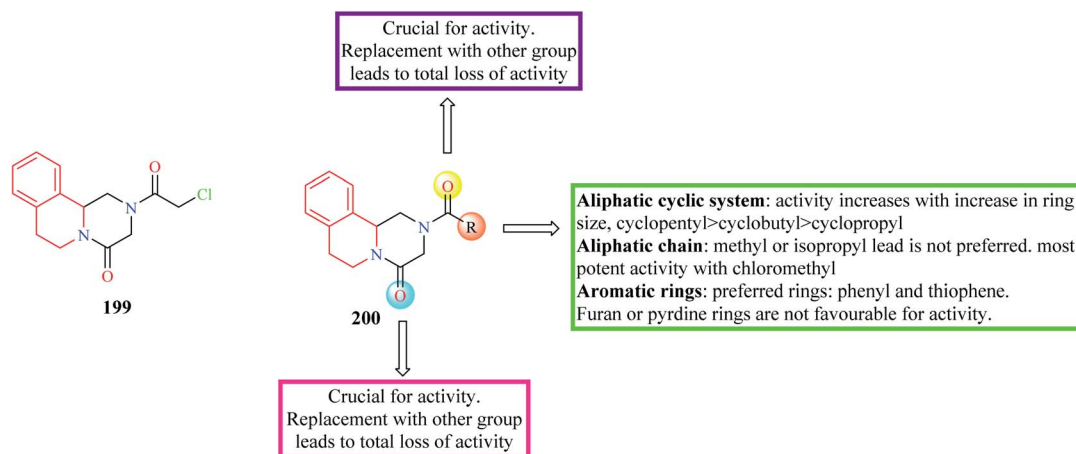 Crucial for activity.
Replacement with other group
leads to total loss of activity
O
Cl
N
N
O
199
O
R
N
N
O
200
Aliphatic cyclic system: activity increases with increase in ring
size, cyclopentyl>cyclobutyl>cyclopropyl
Aliphatic chain: methyl or isopropyl lead is not preferred. most
potent activity with chloromethyl
Aromatic rings: preferred rings: phenyl and thiophene.
Furan or pyrdine rings are not favourable for activity.
Crucial for activity.
Replacement with other group
leads to total loss of activity